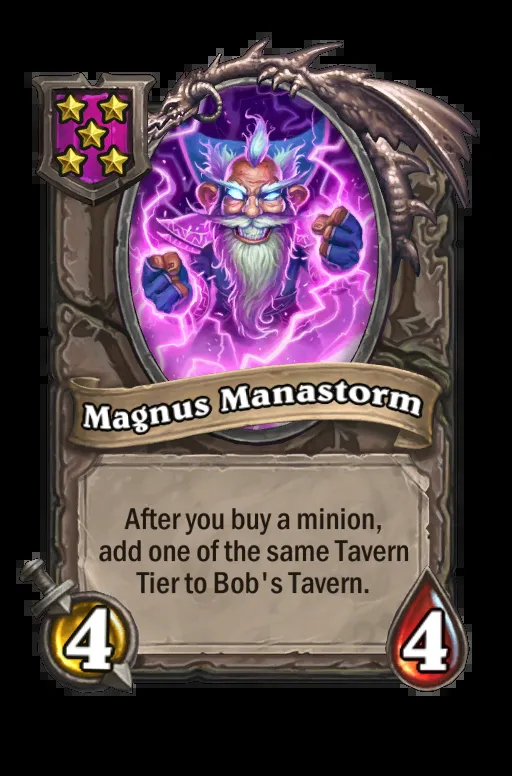 Magnus Manastorm
After you buy a minion,
add one of the same Tavern
Tier to Bob's Tavern.
4
4